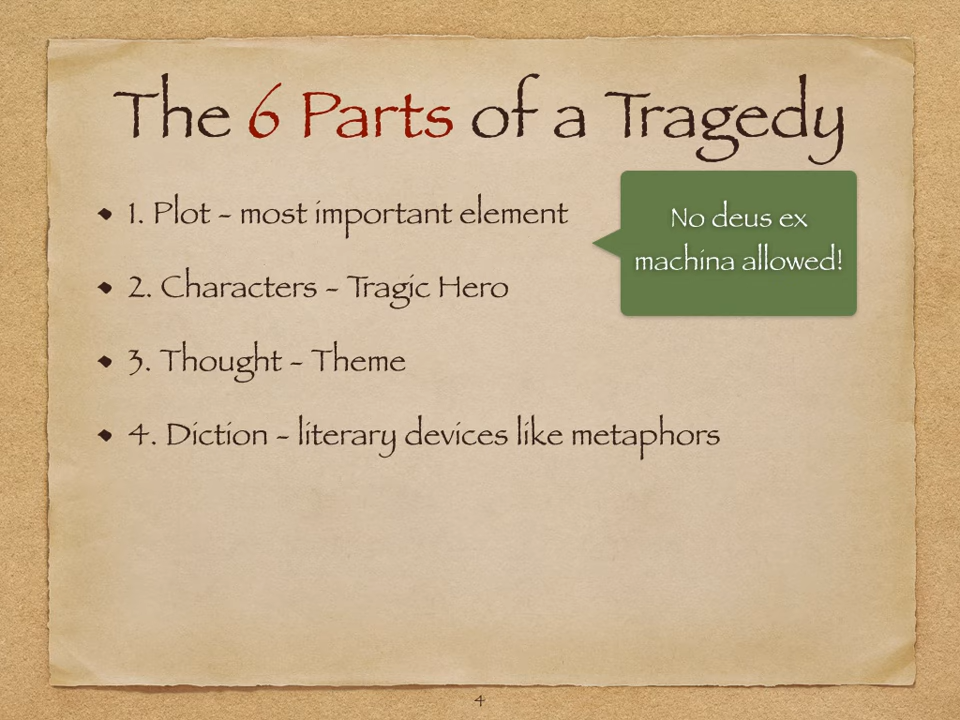 The 6 Parts of a Tragedy
1. Plot - most important element
No deus ex
machina allowed!
2. Characters - Tragic Hero
3. Thought - Theme
4. Diction - literary devices like metaphors
4